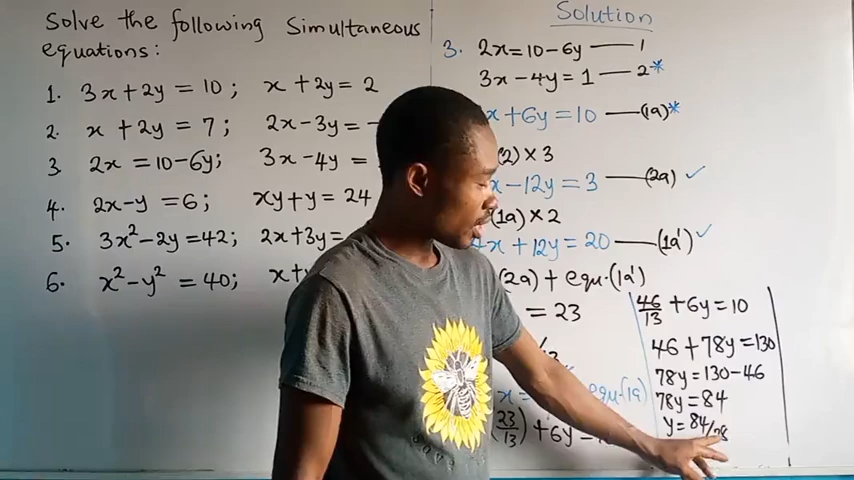 Solve the following Simultaneous
equations:
1. 3x + 2y = 10 ; x + 2y = 2
2. x + 2y = 7 ; 2x - 3y = -
3 2x = 10 - 6y; 3x - 4y =
4. 2x - y = 6 ; xy + y = 24
5. 3x² - 2y = 42; 2x + 3y =
6. x² - y² = 40;
Solution
3. 2x = 10 - 6y — 1
3x - 4y = 1 — 2*
x + 6y = 10 — (1a)*
(2) x 3
x - 12y = 3 — (2a) ✓
(1a) x 2
4x + 12y = 20 — (1a') ✓
(2a) + equ.(1a')
= 23
x = equ.(1a)
(23/13) + 6y =
46/13 + 6y = 10
46 + 78y = 130
78y = 130 - 46
78y = 84
y = 84/78